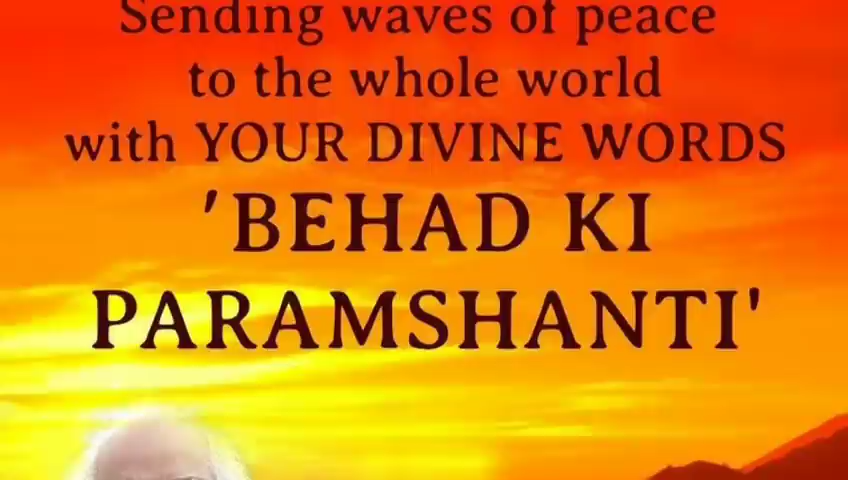 Sending waves of peace
to the whole world
with YOUR DIVINE WORDS
'BEHAD KI
PARAMSHANTI'